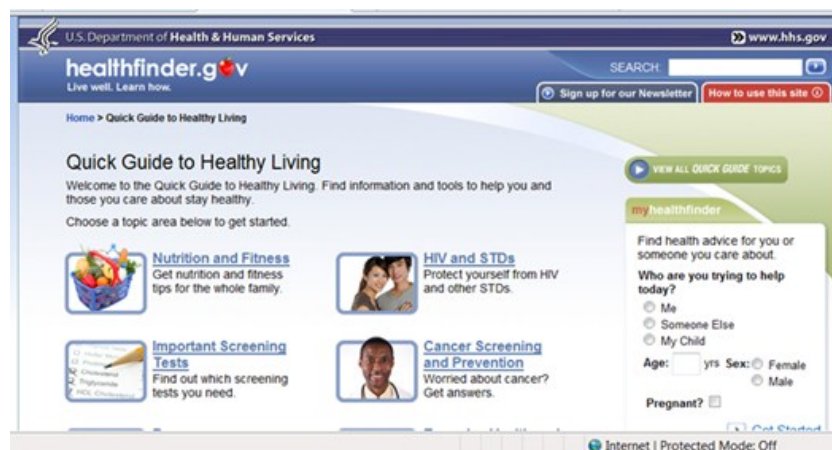 U.S. Department of Health & Human Services
www.hhs.gov
healthfinder.gov
Live well. Learn how.
SEARCH:
Sign up for our Newsletter
How to use this site
Home > Quick Guide to Healthy Living
Quick Guide to Healthy Living
Welcome to the Quick Guide to Healthy Living. Find information and tools to help you and
those you care about stay healthy.
Choose a topic area below to get started.
Nutrition and Fitness
Get nutrition and fitness
tips for the whole family.
HIV and STDs
Protect yourself from HIV
and other STDs.
Important Screening
Tests
Find out which screening
tests you need.
Cholesterol
Triglyceride
HDL Cholesterol
Cancer Screening
and Prevention
Worried about cancer?
Get answers.
VIEW ALL QUICK GUIDE TOPICS
myhealthfinder
Find health advice for you or
someone you care about.
Who are you trying to help
today?
Me
Someone Else
My Child
Age: yrs Sex: Female
Male
Pregnant?
Get Started
Internet | Protected Mode: Off